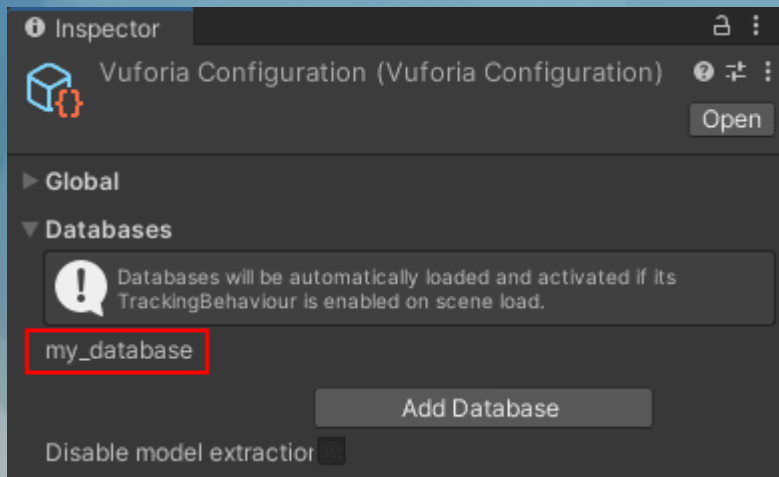 Inspector
Vuforia Configuration (Vuforia Configuration)
Open
Global
Databases
Databases will be automatically loaded and activated if its
TrackingBehaviour is enabled on scene load.
my_database
Add Database
Disable model extraction